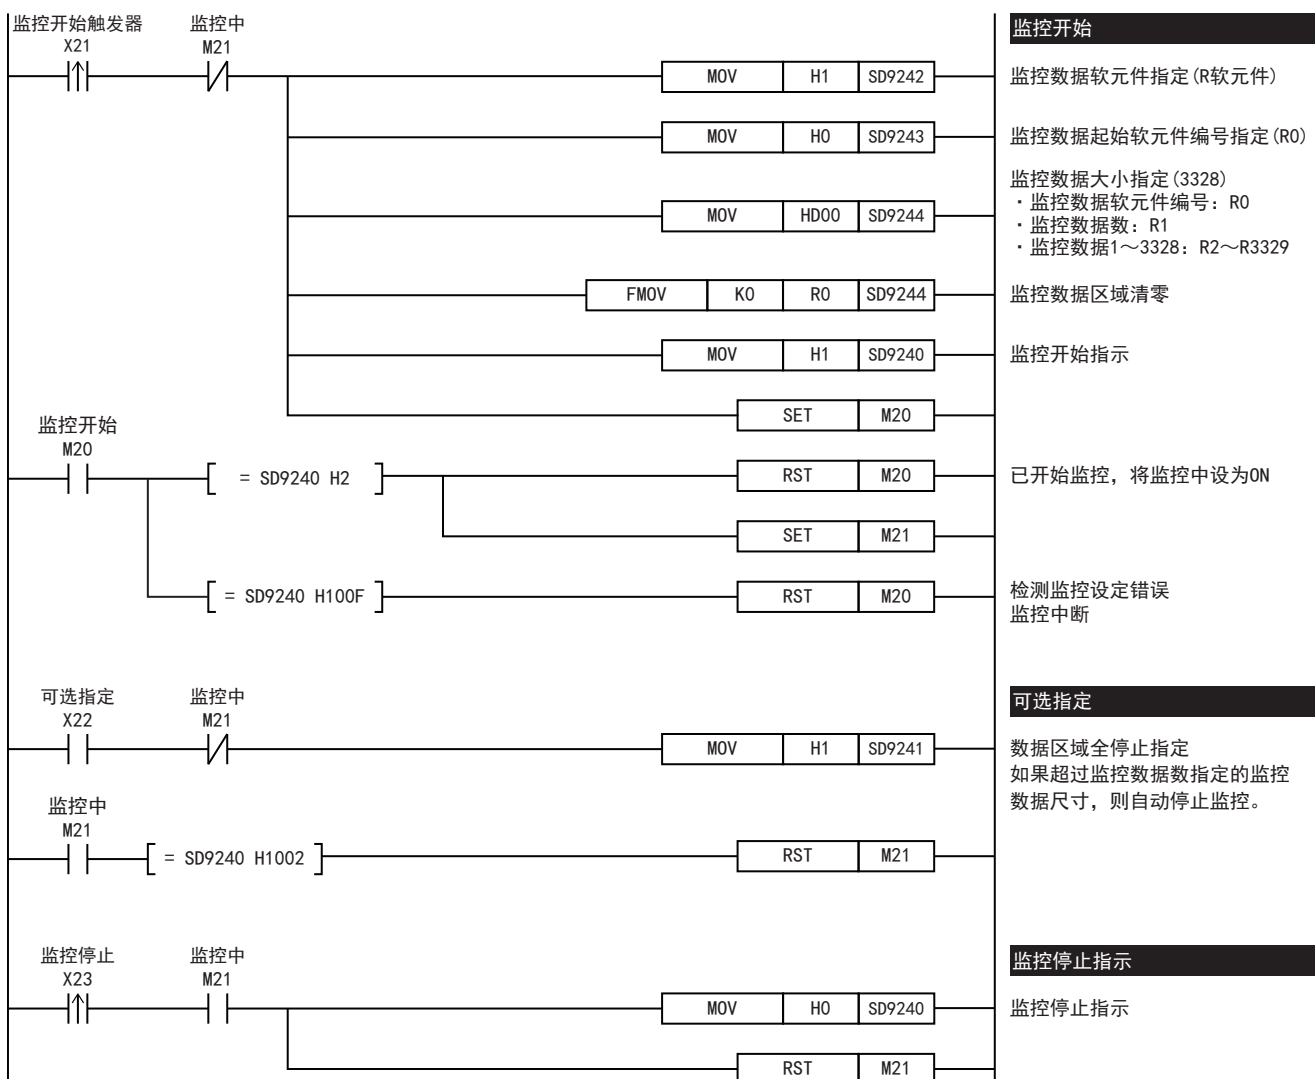 监控开始触发器 监控中 监控开始
X21 M21
MOV H1 SD9242 监控数据软元件指定(R软元件)
MOV H0 SD9243 监控数据起始软元件编号指定(R0)
监控数据大小指定(3328)
・监控数据软元件编号：R0
MOV HD00 SD9244
・监控数据数：R1
・监控数据1～3328：R2～R3329
FMOV K0 R0 SD9244 监控数据区域清零
MOV H1 SD9240 监控开始指示
SET M20
监控开始
M20
= SD9240 H2 RST M20 已开始监控，将监控中设为ON
SET M21
= SD9240 H100F RST M20 检测监控设定错误
监控中断
可选指定 监控中 可选指定
X22 M21
MOV H1 SD9241 数据区域全停止指定
如果超过监控数据数指定的监控
数据尺寸，则自动停止监控。
监控中
M21
= SD9240 H1002 RST M21
监控停止 监控中 监控停止指示
X23 M21
MOV H0 SD9240 监控停止指示
RST M21